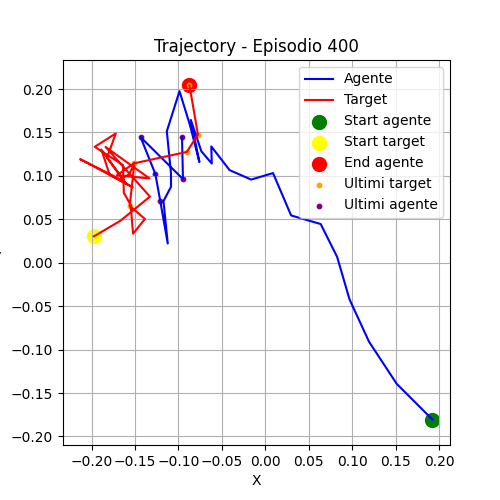 Trajectory - Episodio 400
Agente
Target
Start agente
Start target
End agente
Ultimi target
Ultimi agente
0.20
0.15
0.10
0.05
0.00
−0.05
−0.10
−0.15
−0.20
−0.20 −0.15 −0.10 −0.05 0.00 0.05 0.10 0.15 0.20
X